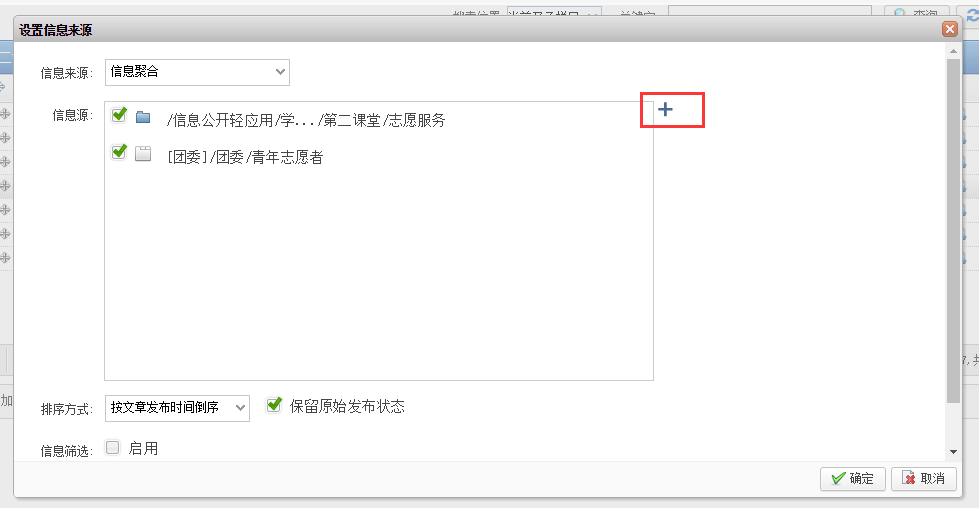 查询
设置信息来源
信息来源:
信息聚合
信息源:
/信息公开轻应用/学.../第二课堂/志愿服务
[团委]/团委/青年志愿者
7,共
加
排序方式:
按文章发布时间倒序
保留原始发布状态
信息筛选:
启用
确定
取消